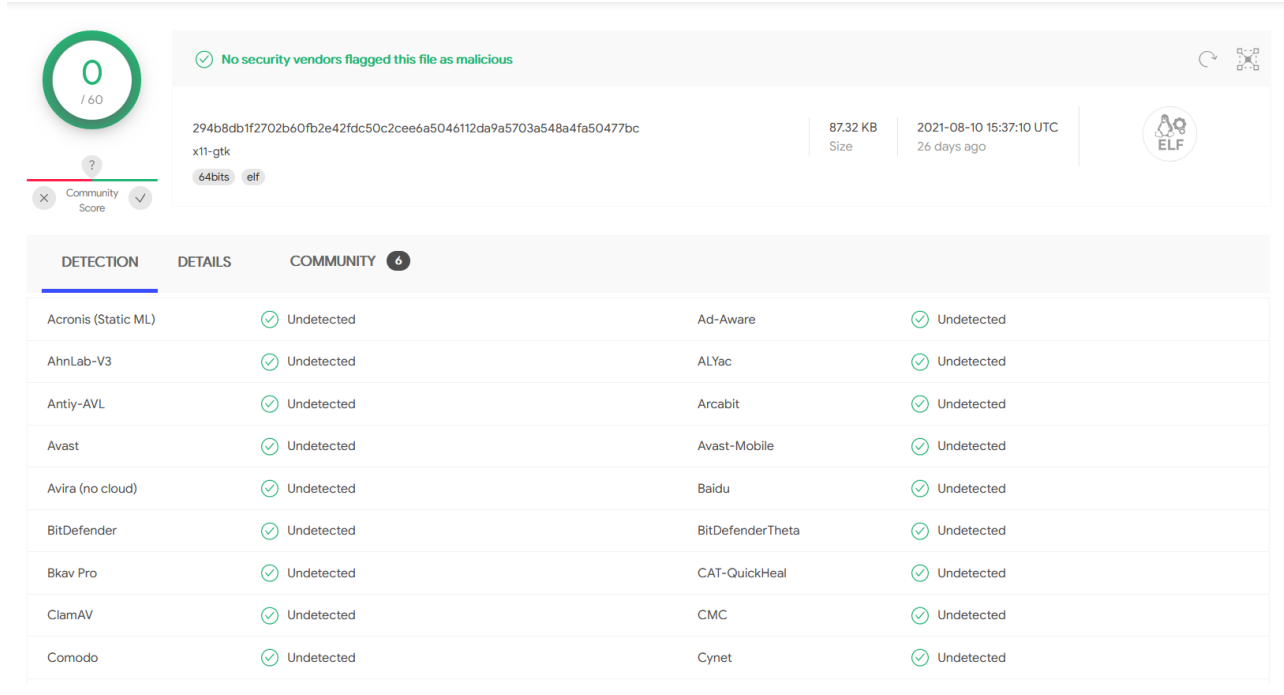 0
/ 60
?
Community
Score
No security vendors flagged this file as malicious
294b8db1f2702b60fb2e42fdc50c2cee6a5046112da9a5703a548a4fa50477bc
x11-gtk
64bits elf
87.32 KB
Size
2021-08-10 15:37:10 UTC
26 days ago
ELF
DETECTION DETAILS COMMUNITY 6
Acronis (Static ML) Undetected Ad-Aware Undetected
AhnLab-V3 Undetected ALYac Undetected
Antiy-AVL Undetected Arcabit Undetected
Avast Undetected Avast-Mobile Undetected
Avira (no cloud) Undetected Baidu Undetected
BitDefender Undetected BitDefenderTheta Undetected
Bkav Pro Undetected CAT-QuickHeal Undetected
ClamAV Undetected CMC Undetected
Comodo Undetected Cynet Undetected